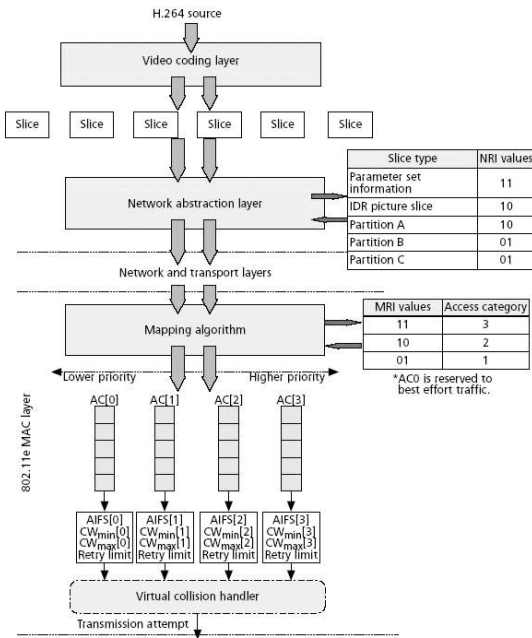 H.264 source
Video coding layer
Slice Slice Slice Slice Slice Slice
Slice type NRI values
Parameter set information 11
IDR picture slice 10
Partition A 10
Partition B 01
Partition C 01
Network abstraction layer
Network and transport layers
Mapping algorithm
MRI values Access category
11 3
10 2
01 1
*AC0 is reserved to
best effort traffic.
Lower priority Higher priority
802.11e MAC layer
AC[0] AC[1] AC[2] AC[3]
AIFS[0] AIFS[1] AIFS[2] AIFS[3]
CWmin[0] CWmin[1] CWmin[2] CWmin[3]
CWmax[0] CWmax[1] CWmax[2] CWmax[3]
Retry limit Retry limit Retry limit Retry limit
Virtual collision handler
Transmission attempt